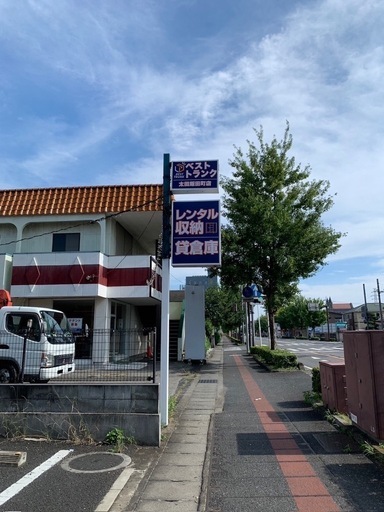 ベスト
トランク
太田飯田町店
レンタル
収納
貸倉庫